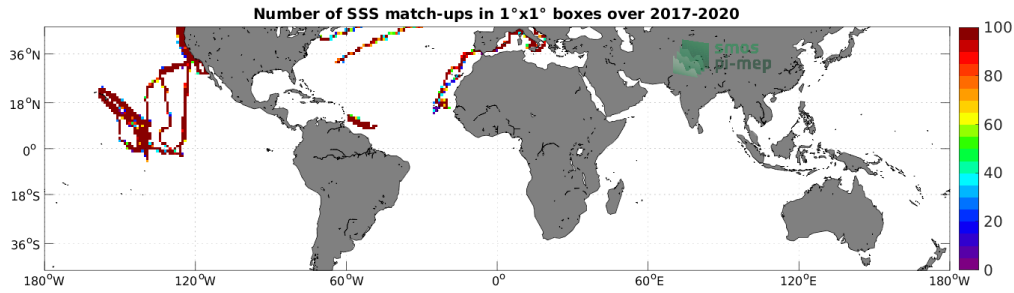 Number of SSS match-ups in 1°x1° boxes over 2017-2020
smos
pi-mep
36°N
18°N
0°
18°S
36°S
180°W
120°W
60°W
0°
60°E
120°E
180°W
100
80
60
40
20
0